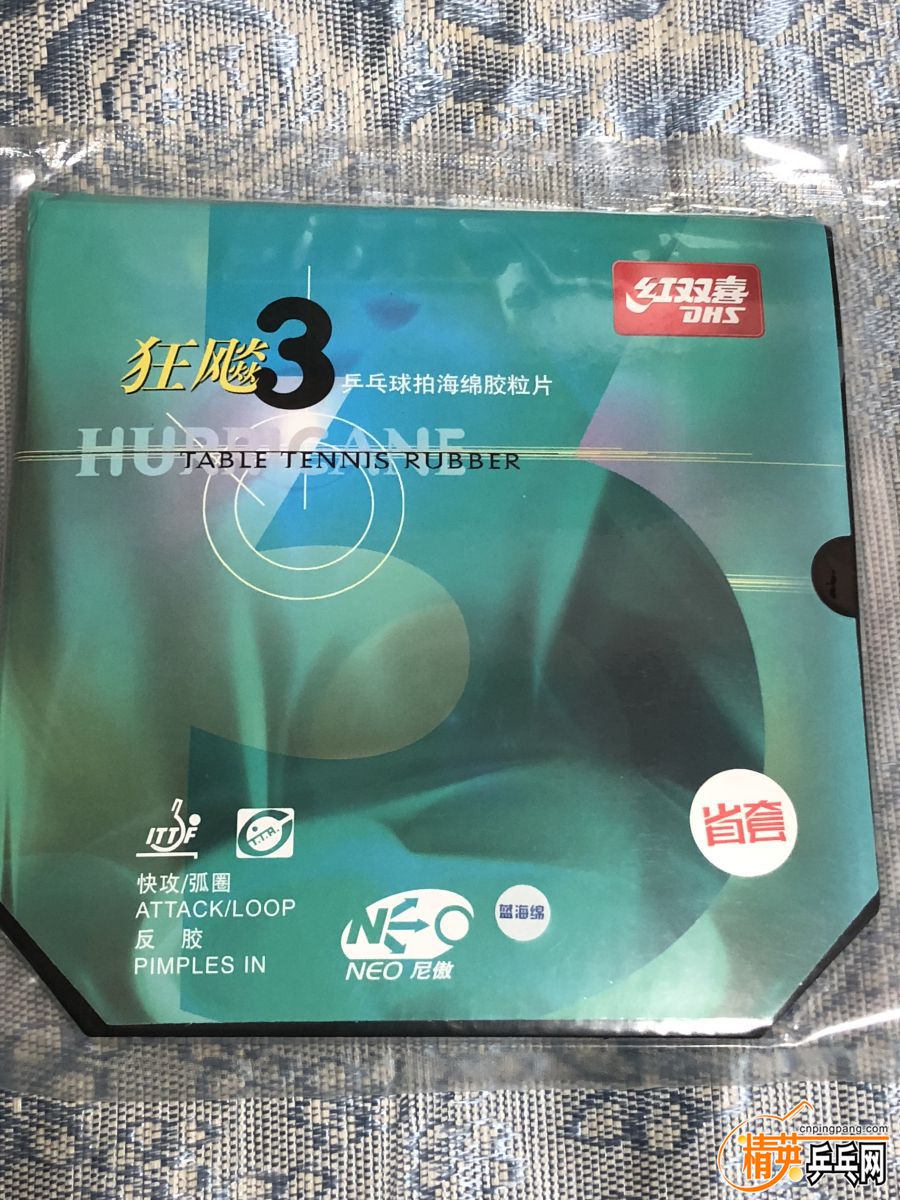 红双喜
DHS
狂飚3
乒乓球拍海绵胶粒片
HURRICANE
TABLE TENNIS RUBBER
省套
ITTF
T.T.A.
快攻/弧圈
ATTACK/LOOP
反 胶
PIMPLES IN
NEO
NEO 尼傲
蓝海绵
cnpingpang.com
精英乒乓网